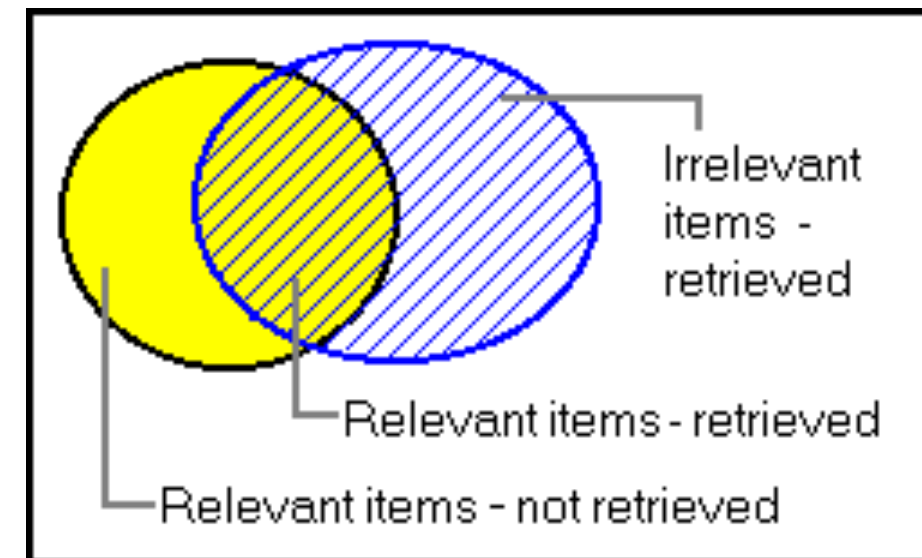 Irrelevant
items -
retrieved
Relevant items - retrieved
Relevant items - not retrieved